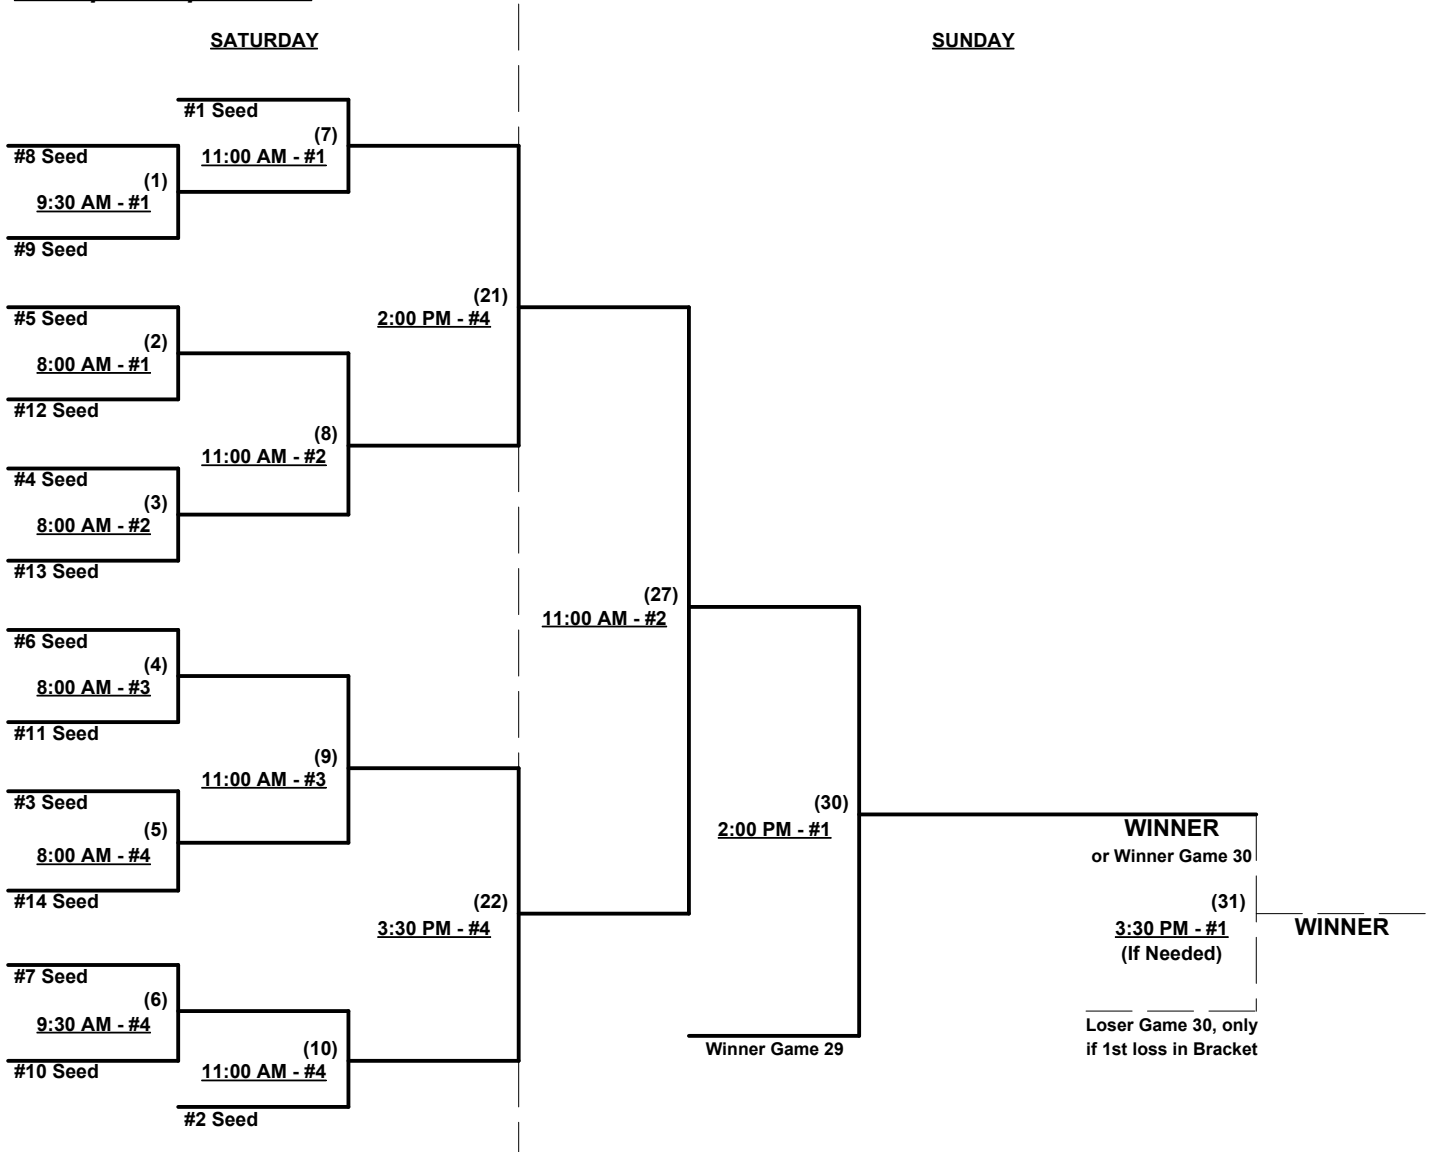 SATURDAY
SUNDAY
#1 Seed
(7)
11:00 AM - #1
#8 Seed
(1)
9:30 AM - #1
#9 Seed
#5 Seed
(2)
8:00 AM - #1
#12 Seed
(21)
2:00 PM - #4
(8)
11:00 AM - #2
#4 Seed
(3)
8:00 AM - #2
#13 Seed
(27)
11:00 AM - #2
#6 Seed
(4)
8:00 AM - #3
#11 Seed
(9)
11:00 AM - #3
#3 Seed
(5)
8:00 AM - #4
#14 Seed
(30)
2:00 PM - #1
WINNER
or Winner Game 30
(22)
3:30 PM - #4
(31)
3:30 PM - #1
(If Needed)
WINNER
#7 Seed
(6)
9:30 AM - #4
#10 Seed
(10)
11:00 AM - #4
#2 Seed
Winner Game 29
Loser Game 30, only
if 1st loss in Bracket